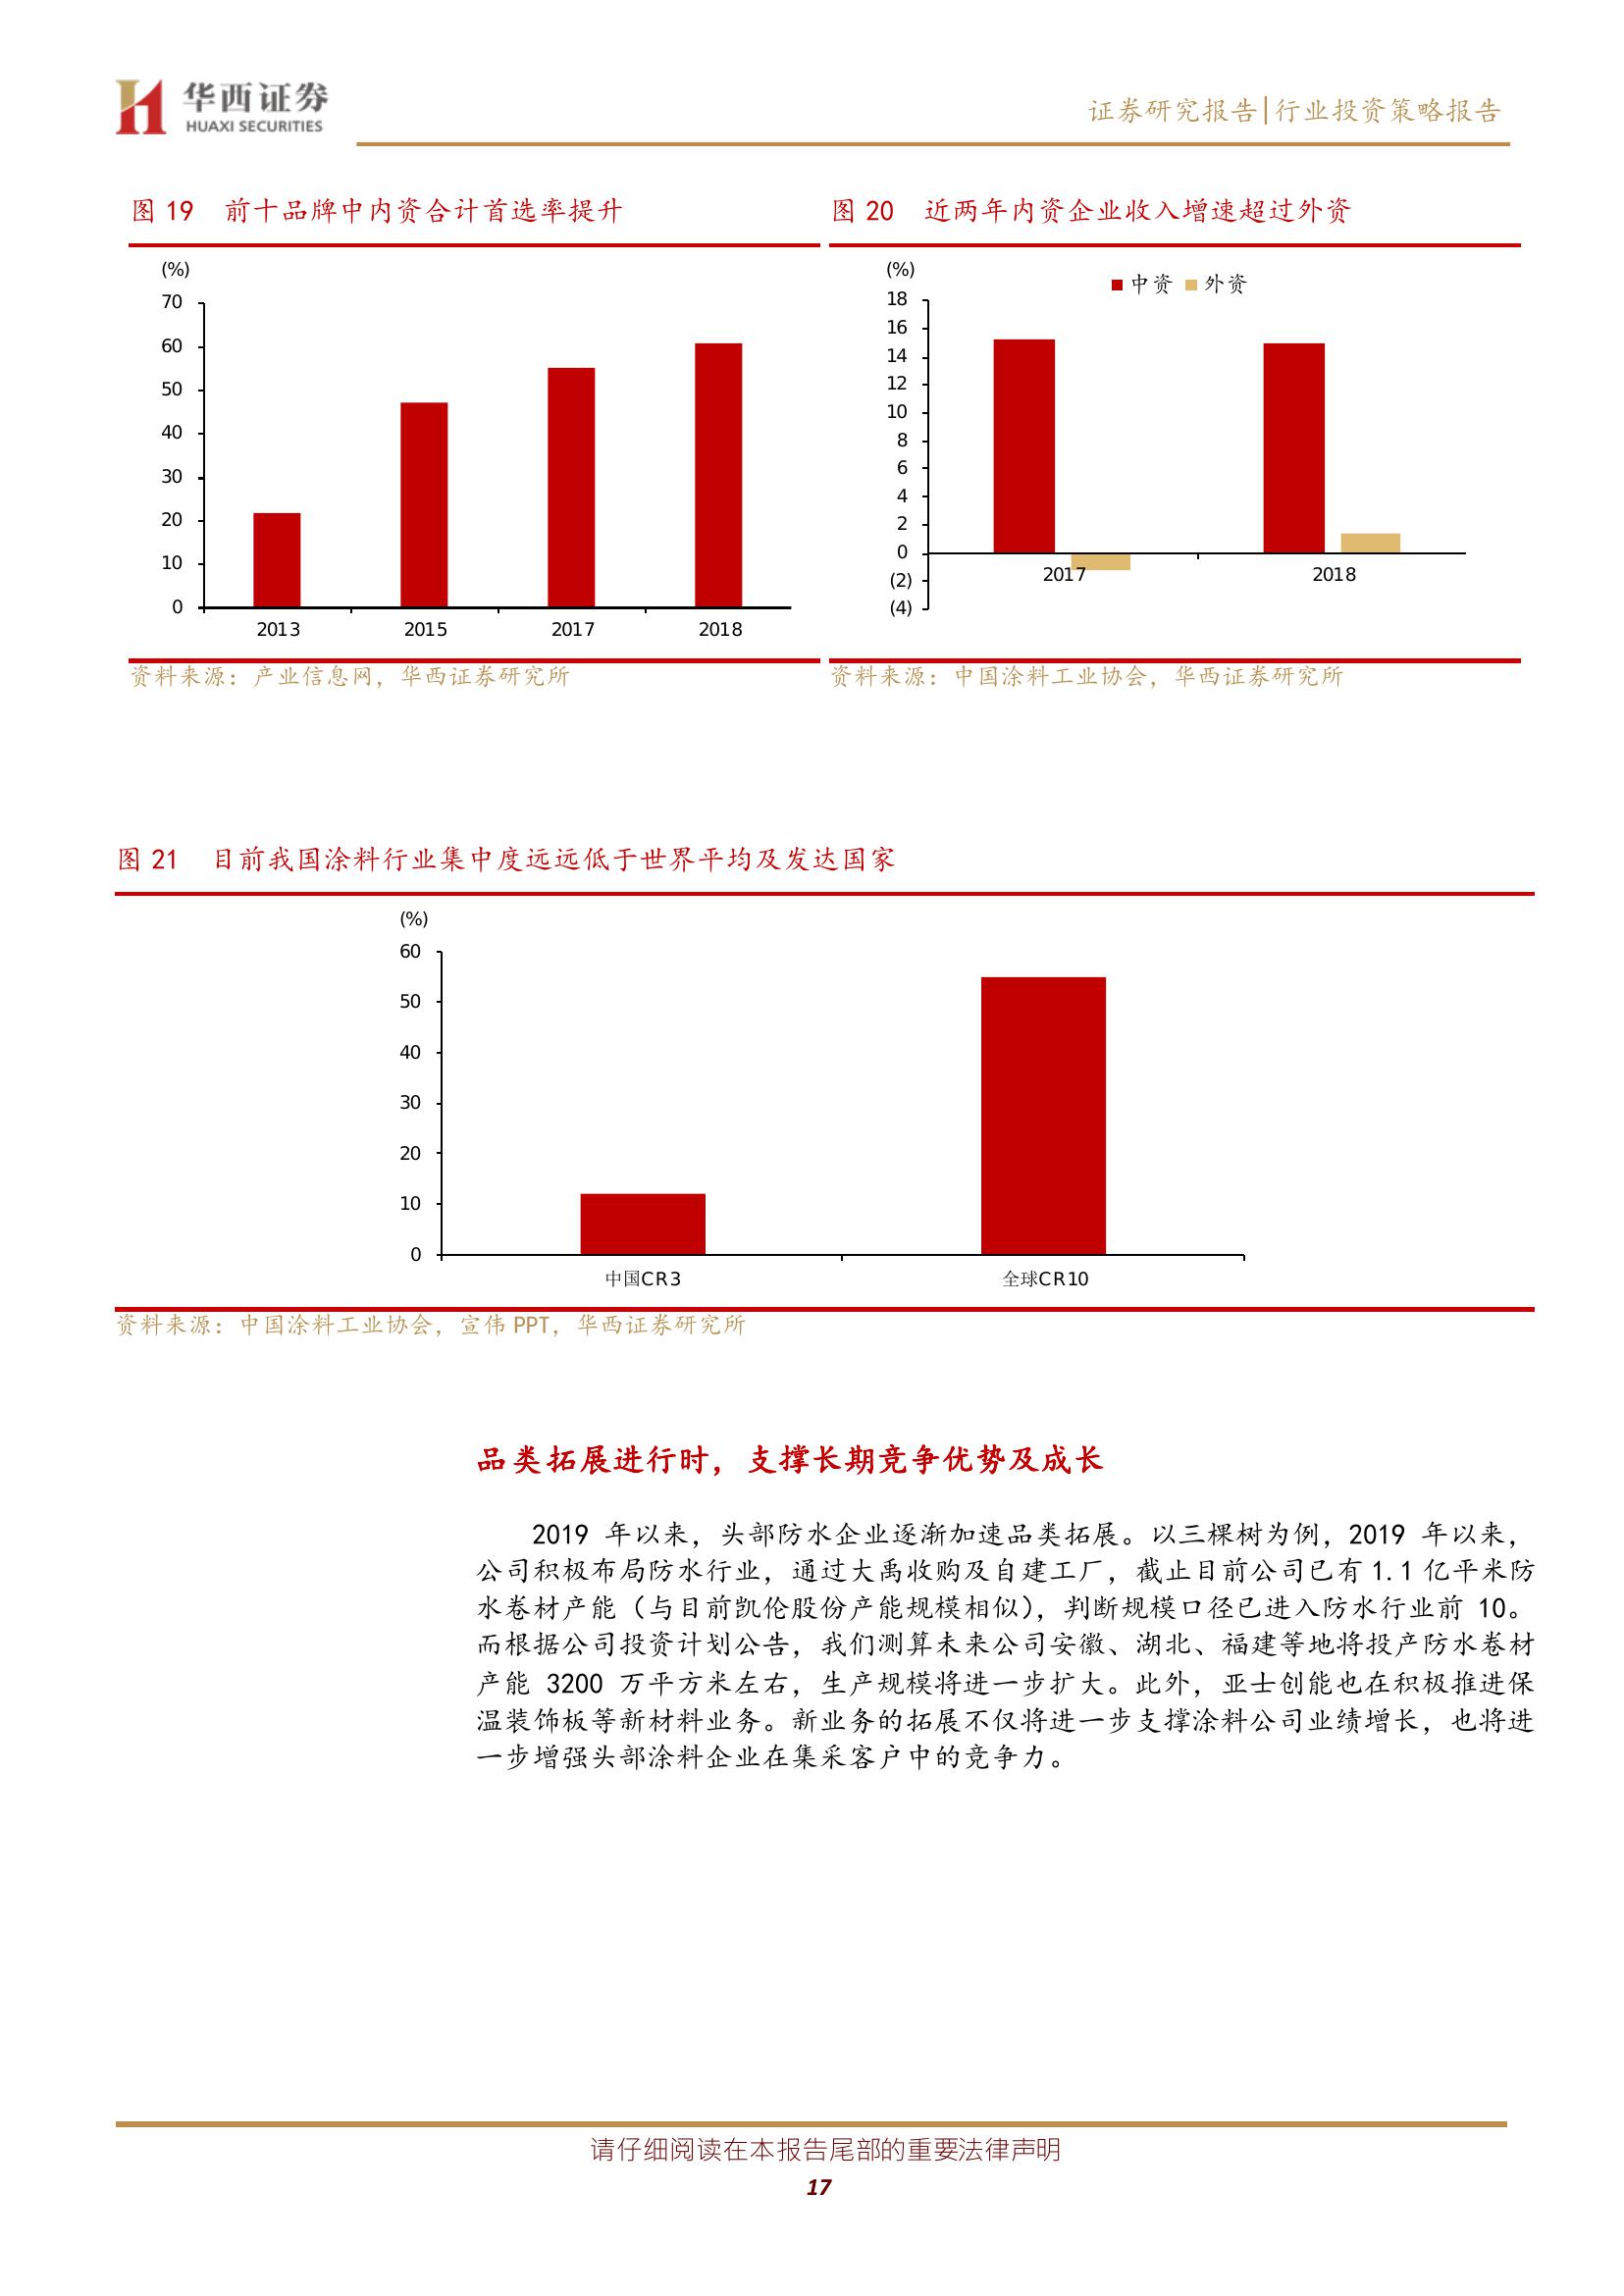 华西证券
HUAXI SECURITIES
证券研究报告|行业投资策略报告
图 19 前十品牌中内资合计首选率提升
(%)
70
60
50
40
30
20
10
0
2013 2015 2017 2018
资料来源：产业信息网，华西证券研究所
图 20 近两年内资企业收入增速超过外资
(%)
中资 外资
18
16
14
12
10
8
6
4
2
0
(2)
(4)
2017 2018
资料来源：中国涂料工业协会，华西证券研究所
图 21 目前我国涂料行业集中度远远低于世界平均及发达国家
(%)
60
50
40
30
20
10
0
中国CR3 全球CR10
资料来源：中国涂料工业协会，宣伟 PPT，华西证券研究所
品类拓展进行时，支撑长期竞争优势及成长
2019 年以来，头部防水企业逐渐加速品类拓展。以三棵树为例，2019 年以来，
公司积极布局防水行业，通过大禹收购及自建工厂，截止目前公司已有 1.1 亿平米防
水卷材产能（与目前凯伦股份产能规模相似），判断规模口径已进入防水行业前 10。
而根据公司投资计划公告，我们测算未来公司安徽、湖北、福建等地将投产防水卷材
产能 3200 万平方米左右，生产规模将进一步扩大。此外，亚士创能也在积极推进保
温装饰板等新材料业务。新业务的拓展不仅将进一步支撑涂料公司业绩增长，也将进
一步增强头部涂料企业在集采客户中的竞争力。
请仔细阅读在本报告尾部的重要法律声明
17